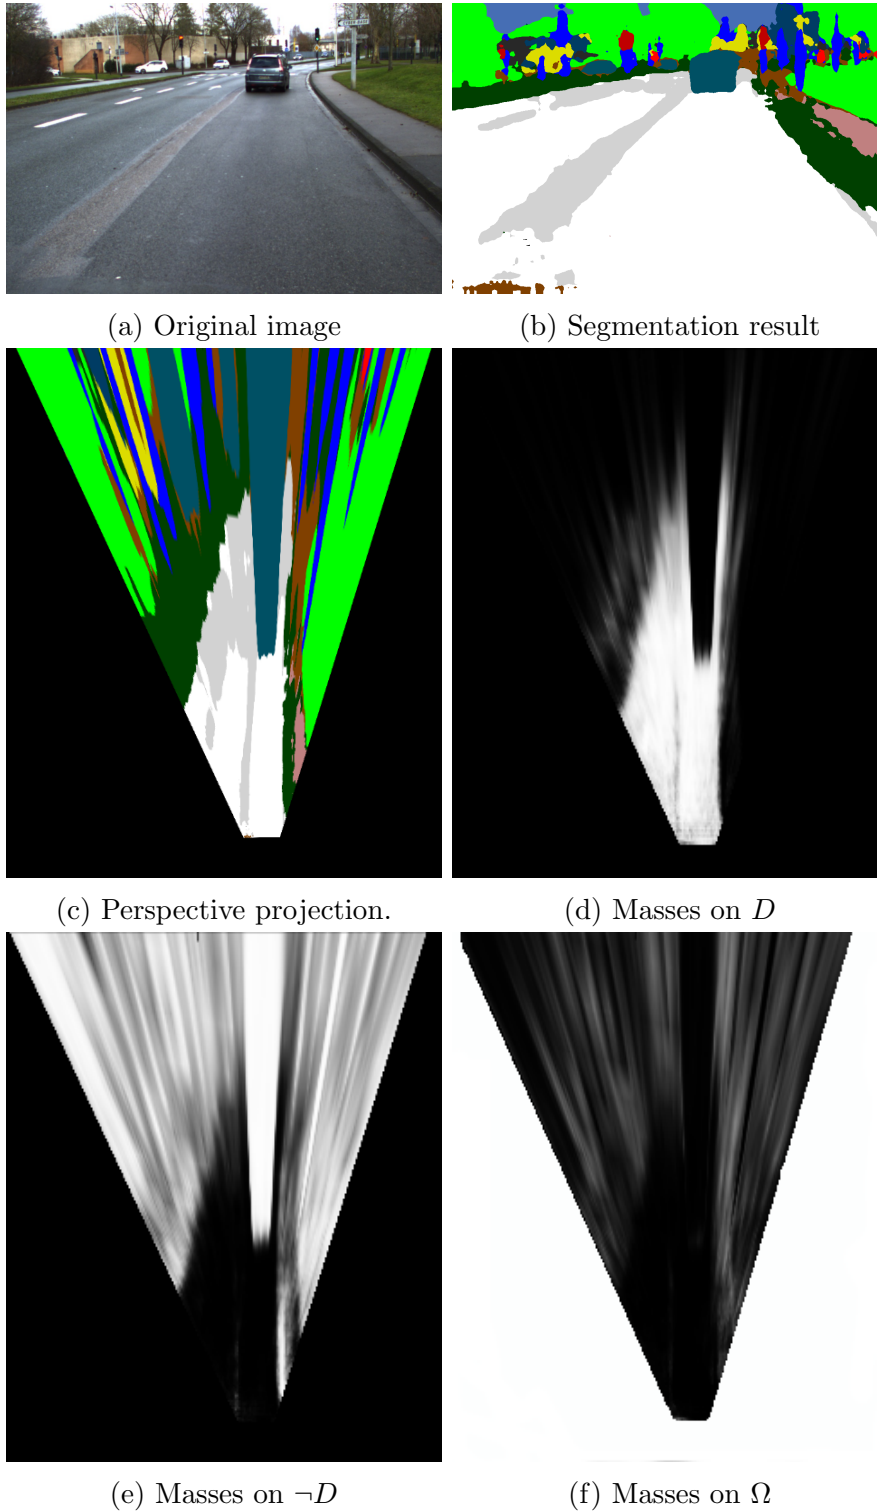 (a) Original image
(b) Segmentation result
(c) Perspective projection.
(d) Masses on D
(e) Masses on ¬D
(f) Masses on Ω